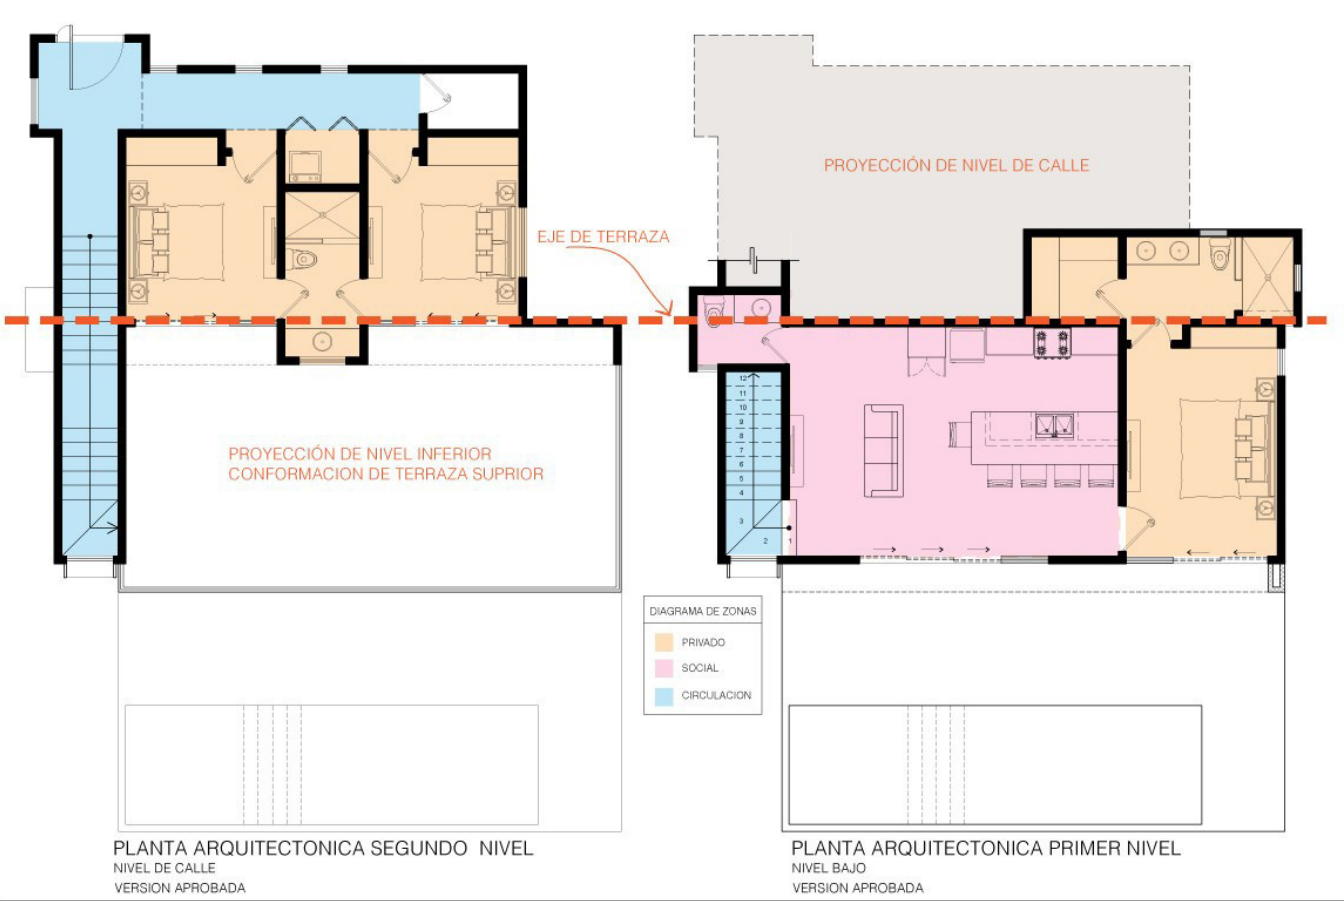 PROYECCIÓN DE NIVEL DE CALLE
EJE DE TERRAZA
PROYECCIÓN DE NIVEL INFERIOR
CONFORMACION DE TERRAZA SUPRIOR
12
11
10
9
8
7
6
5
4
3
2
1
DIAGRAMA DE ZONAS
PRIVADO
SOCIAL
CIRCULACION
PLANTA ARQUITECTONICA SEGUNDO NIVEL
NIVEL DE CALLE
VERSION APROBADA
PLANTA ARQUITECTONICA PRIMER NIVEL
NIVEL BAJO
VERSION APROBADA